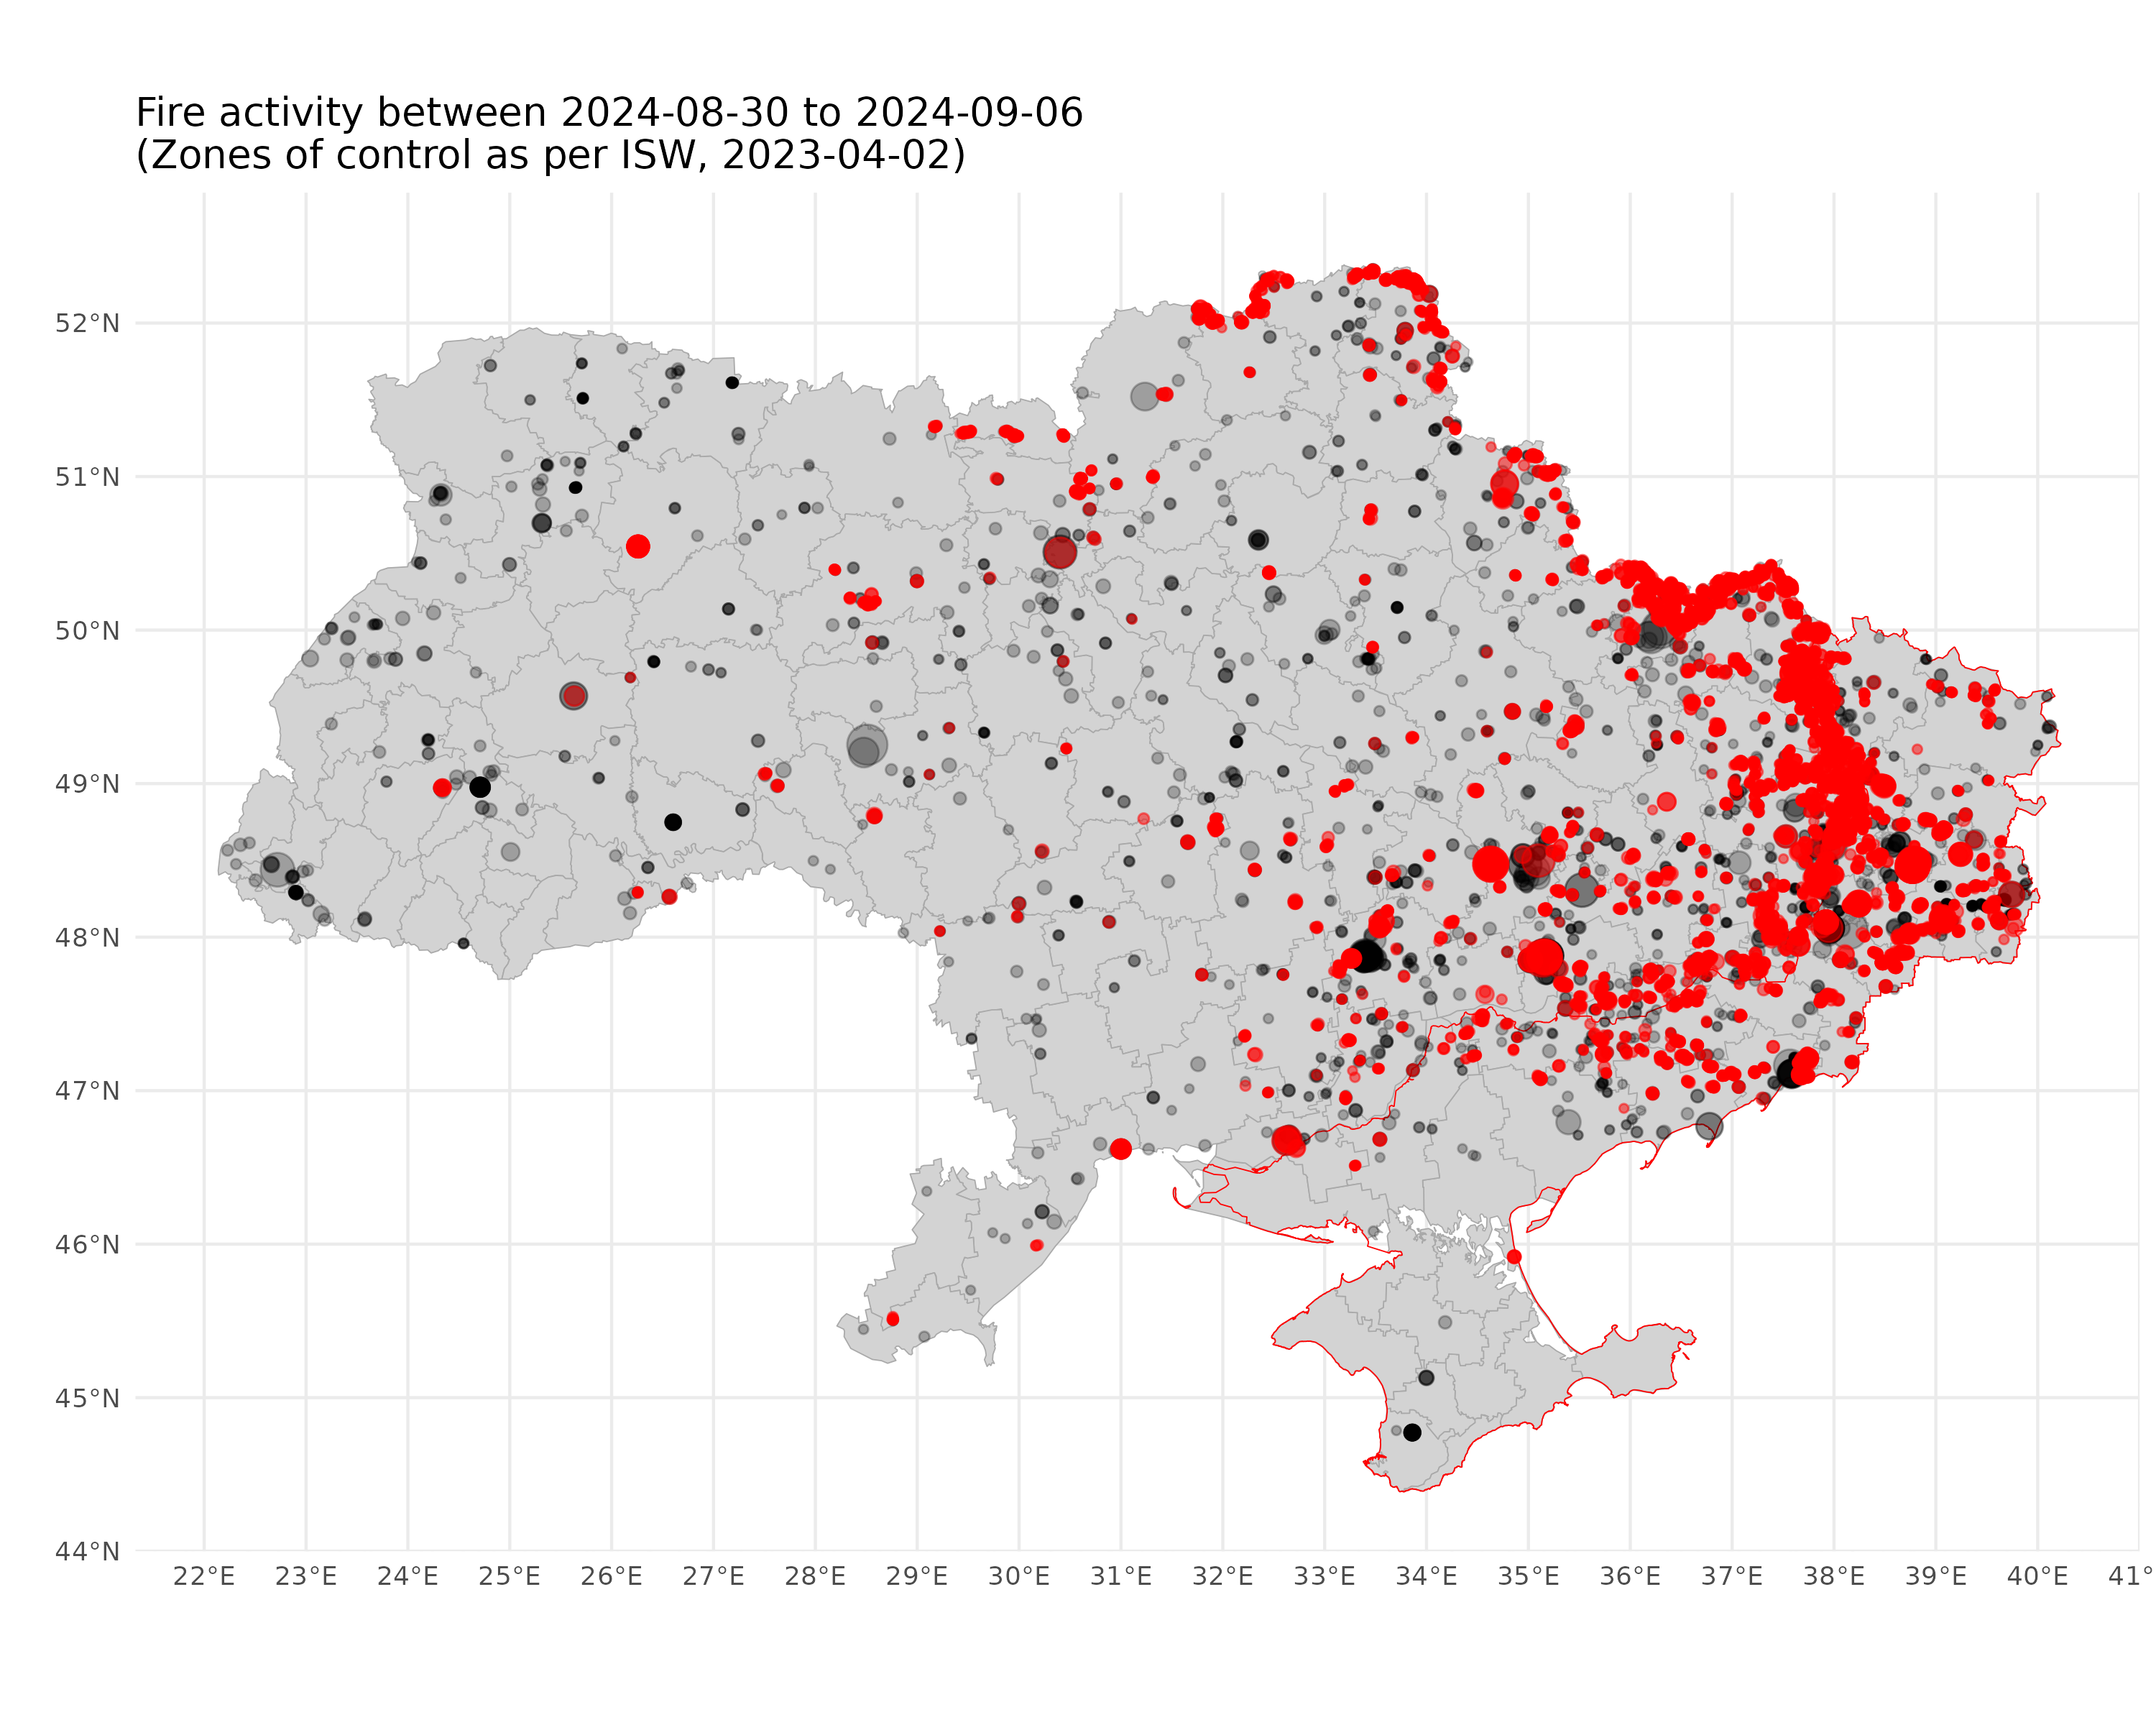 Fire activity between 2024-08-30 to 2024-09-06
(Zones of control as per ISW, 2023-04-02)
52°N
51°N
50°N
49°N
48°N
47°N
46°N
45°N
44°N
22°E 23°E 24°E 25°E 26°E 27°E 28°E 29°E 30°E 31°E 32°E 33°E 34°E 35°E 36°E 37°E 38°E 39°E 40°E 41°